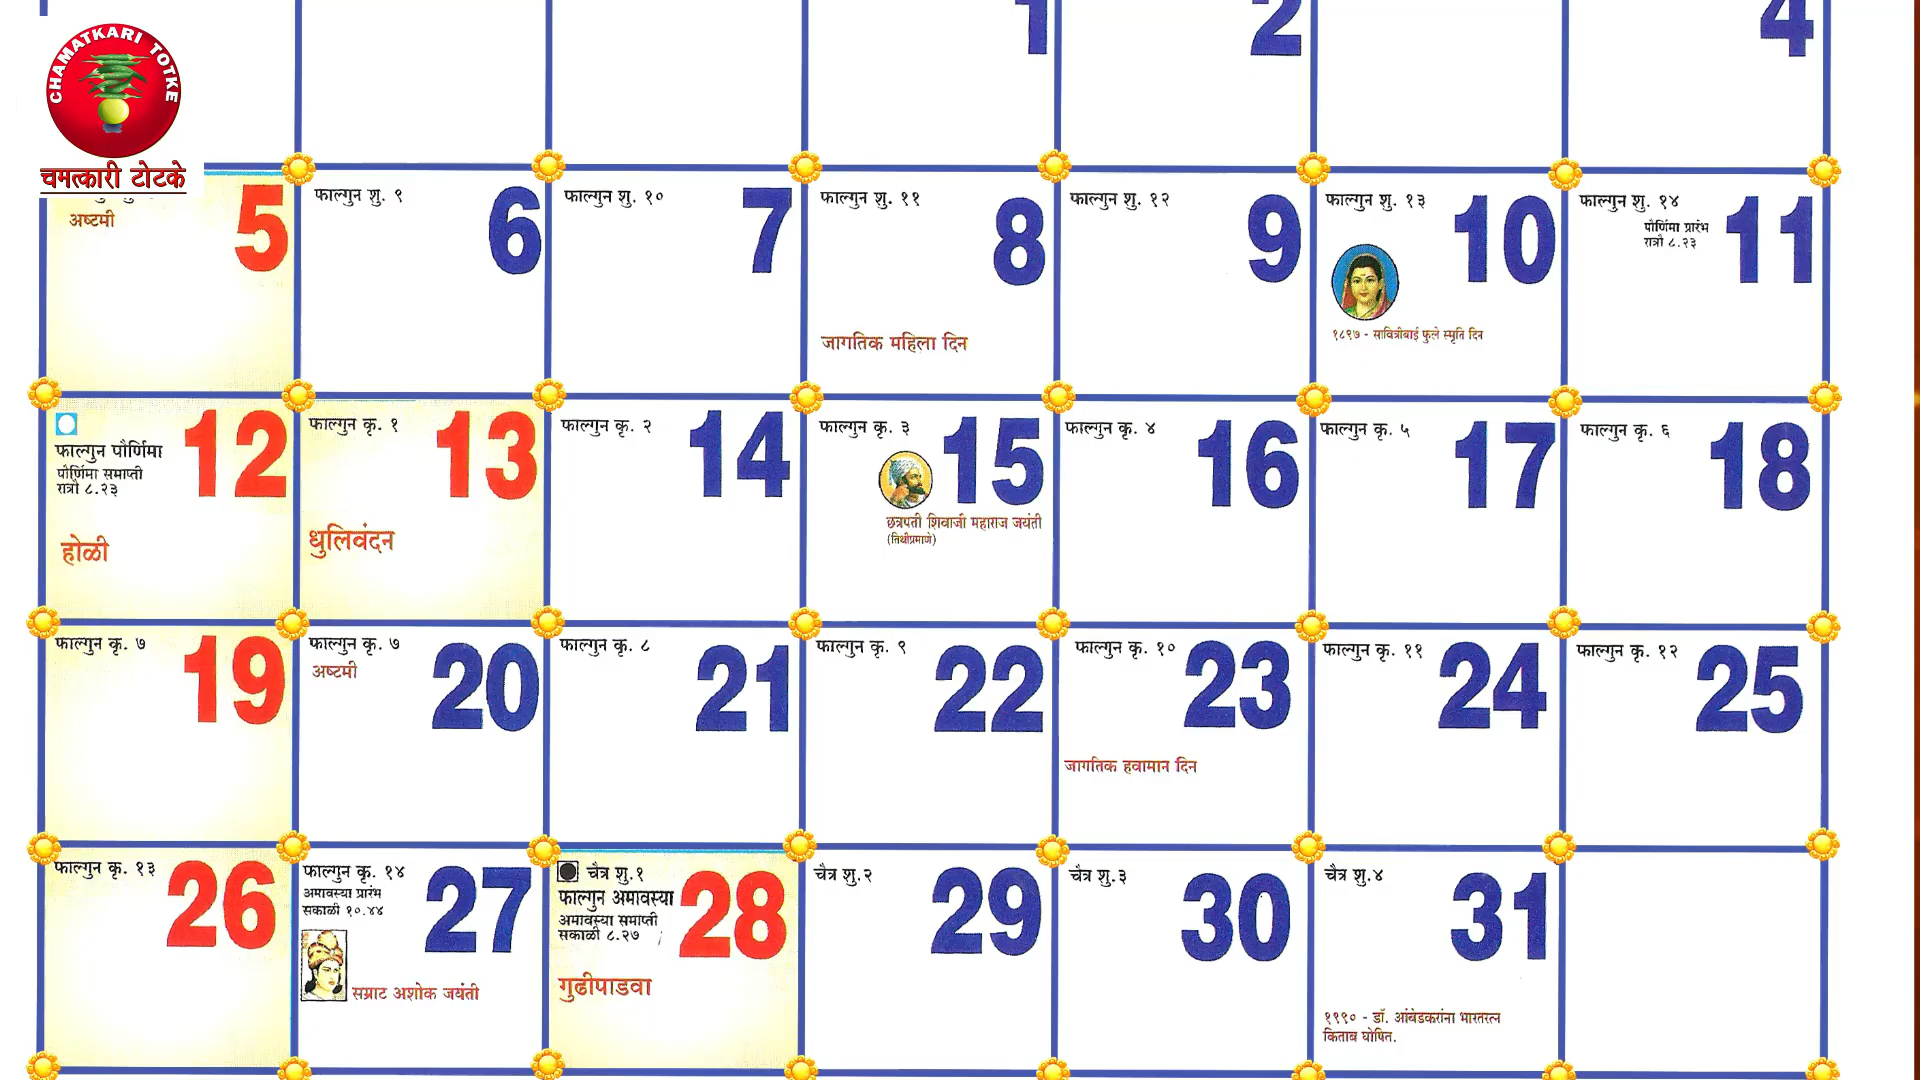 1
2
4
CHAMATKARI TOTKE
चमत्कारी टोटके
अष्टमी
5
फाल्गुन शु. ९
6
फाल्गुन शु. १०
7
फाल्गुन शु. ११
8
जागतिक महिला दिन
फाल्गुन शु. १२
9
फाल्गुन शु. १३
10
१८९७ - सावित्रीबाई फुले स्मृति दिन
फाल्गुन शु. १४
पौर्णिमा प्रारंभ
रात्रौ ८.२३
11
फाल्गुन पौर्णिमा
पौर्णिमा समाप्ती
रात्रौ ८.२३
12
होळी
फाल्गुन कृ. १
13
धुलिवंदन
फाल्गुन कृ. २
14
फाल्गुन कृ. ३
15
छत्रपती शिवाजी महाराज जयंती
(तिथीप्रमाणे)
फाल्गुन कृ. ४
16
फाल्गुन कृ. ५
17
फाल्गुन कृ. ६
18
फाल्गुन कृ. ७
19
फाल्गुन कृ. ७
अष्टमी
20
फाल्गुन कृ. ८
21
फाल्गुन कृ. ९
22
फाल्गुन कृ. १०
23
जागतिक हवामान दिन
फाल्गुन कृ. ११
24
फाल्गुन कृ. १२
25
फाल्गुन कृ. १३
26
फाल्गुन कृ. १४
अमावस्या प्रारंभ
सकाळी १०.४४
27
सम्राट अशोक जयंती
चैत्र शु.१
फाल्गुन अमावस्या
अमावस्या समाप्ती
सकाळी ८.२७
28
गुढीपाडवा
चैत्र शु.२
29
चैत्र शु.३
30
चैत्र शु.४
31
१९९० - डॉ. आंबेडकरांना भारतरत्न
किताब घोषित.